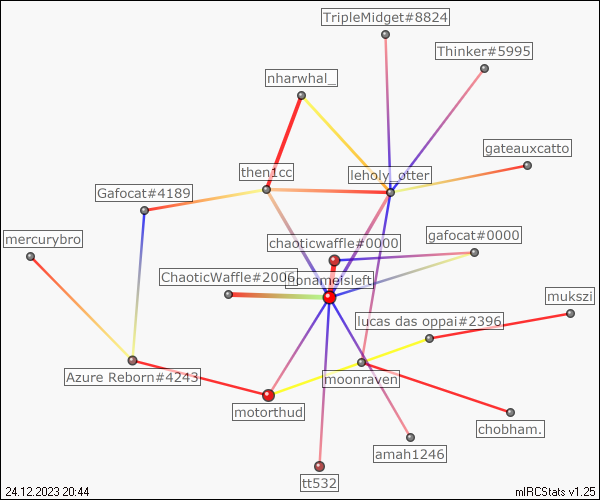 TripleMidget#8824
Thinker#5995
nharwhal_
gateauxcatto
then1cc
leholy_otter
Gafocat#4189
mercurybro
chaoticwaffle#0000
gafocat#0000
ChaoticWaffle#2006
nonameisleft
mukszi
lucas das oppai#2396
Azure Reborn#4243
moonraven
motorthud
chobham.
amah1246
tt532
24.12.2023 20:44
mIRCStats v1.25